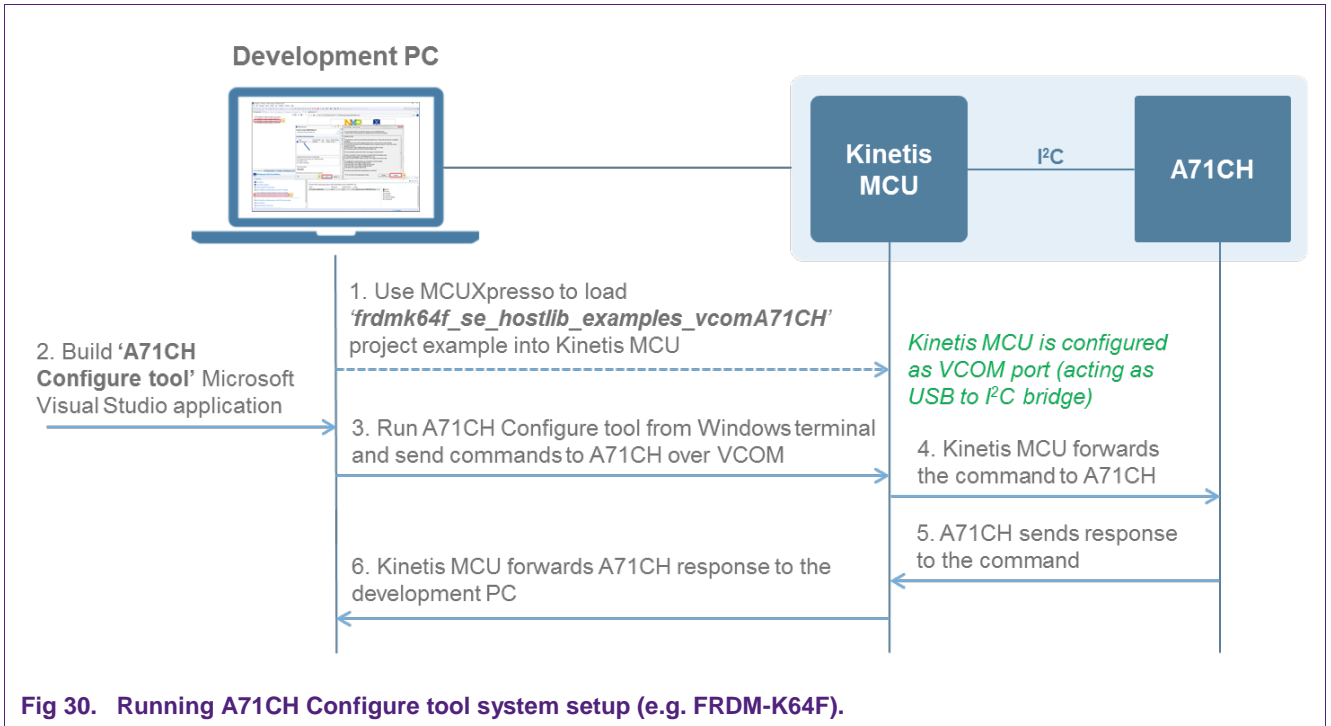 Development PC
Kinetis
MCU
I²C
A71CH
1. Use MCUXpresso to load
‘frdmk64f_se_hostlib_examples_vcomA71CH’
project example into Kinetis MCU
2. Build ‘A71CH
Configure tool’ Microsoft
Visual Studio application
Kinetis MCU is configured
as VCOM port (acting as
USB to I²C bridge)
3. Run A71CH Configure tool from Windows terminal
and send commands to A71CH over VCOM
4. Kinetis MCU forwards
the command to A71CH
5. A71CH sends response
to the command
6. Kinetis MCU forwards A71CH response to the
development PC
Fig 30. Running A71CH Configure tool system setup (e.g. FRDM-K64F).